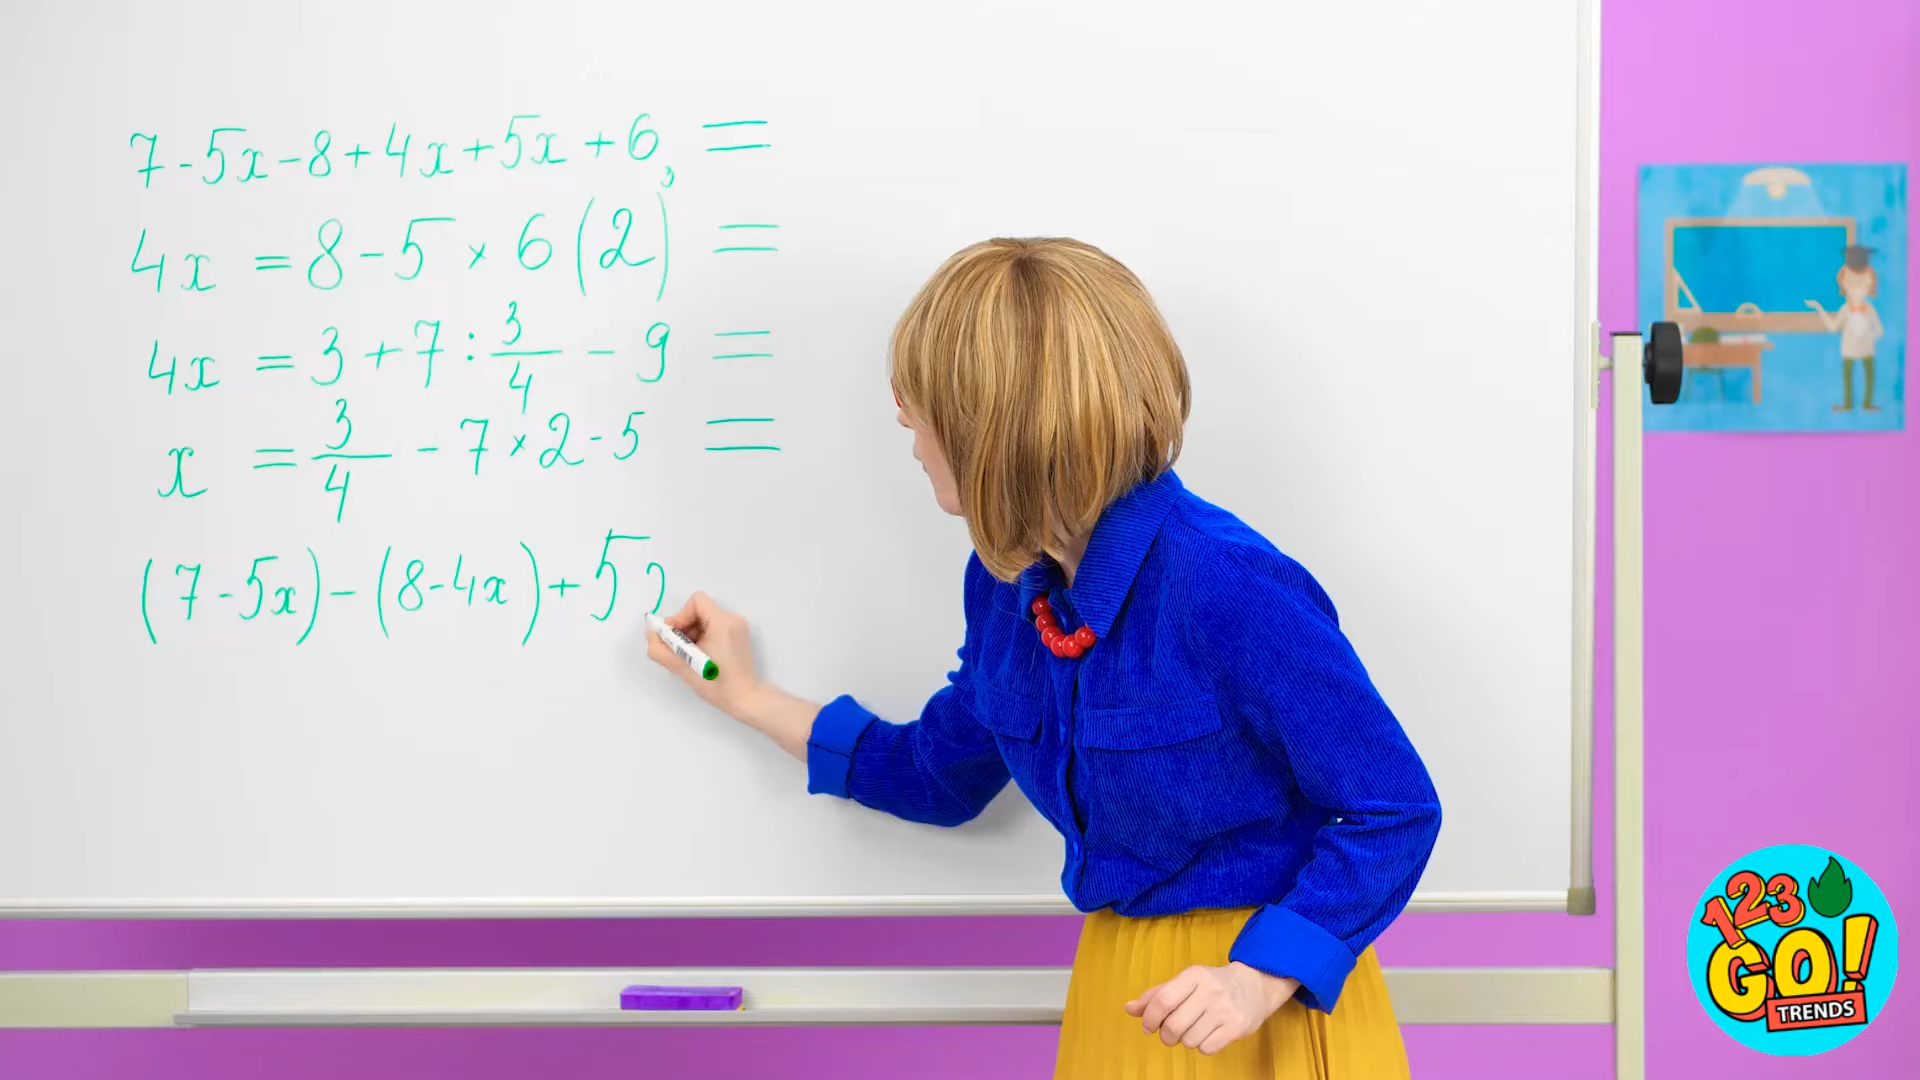 7-5x-8+4x+5x+6, =
4x = 8-5×6(2) =
4x = 3+7:3/4 - 9 =
x = 3/4 - 7×2-5 =
(7-5x)-(8-4x)+5
123
GO!
TRENDS